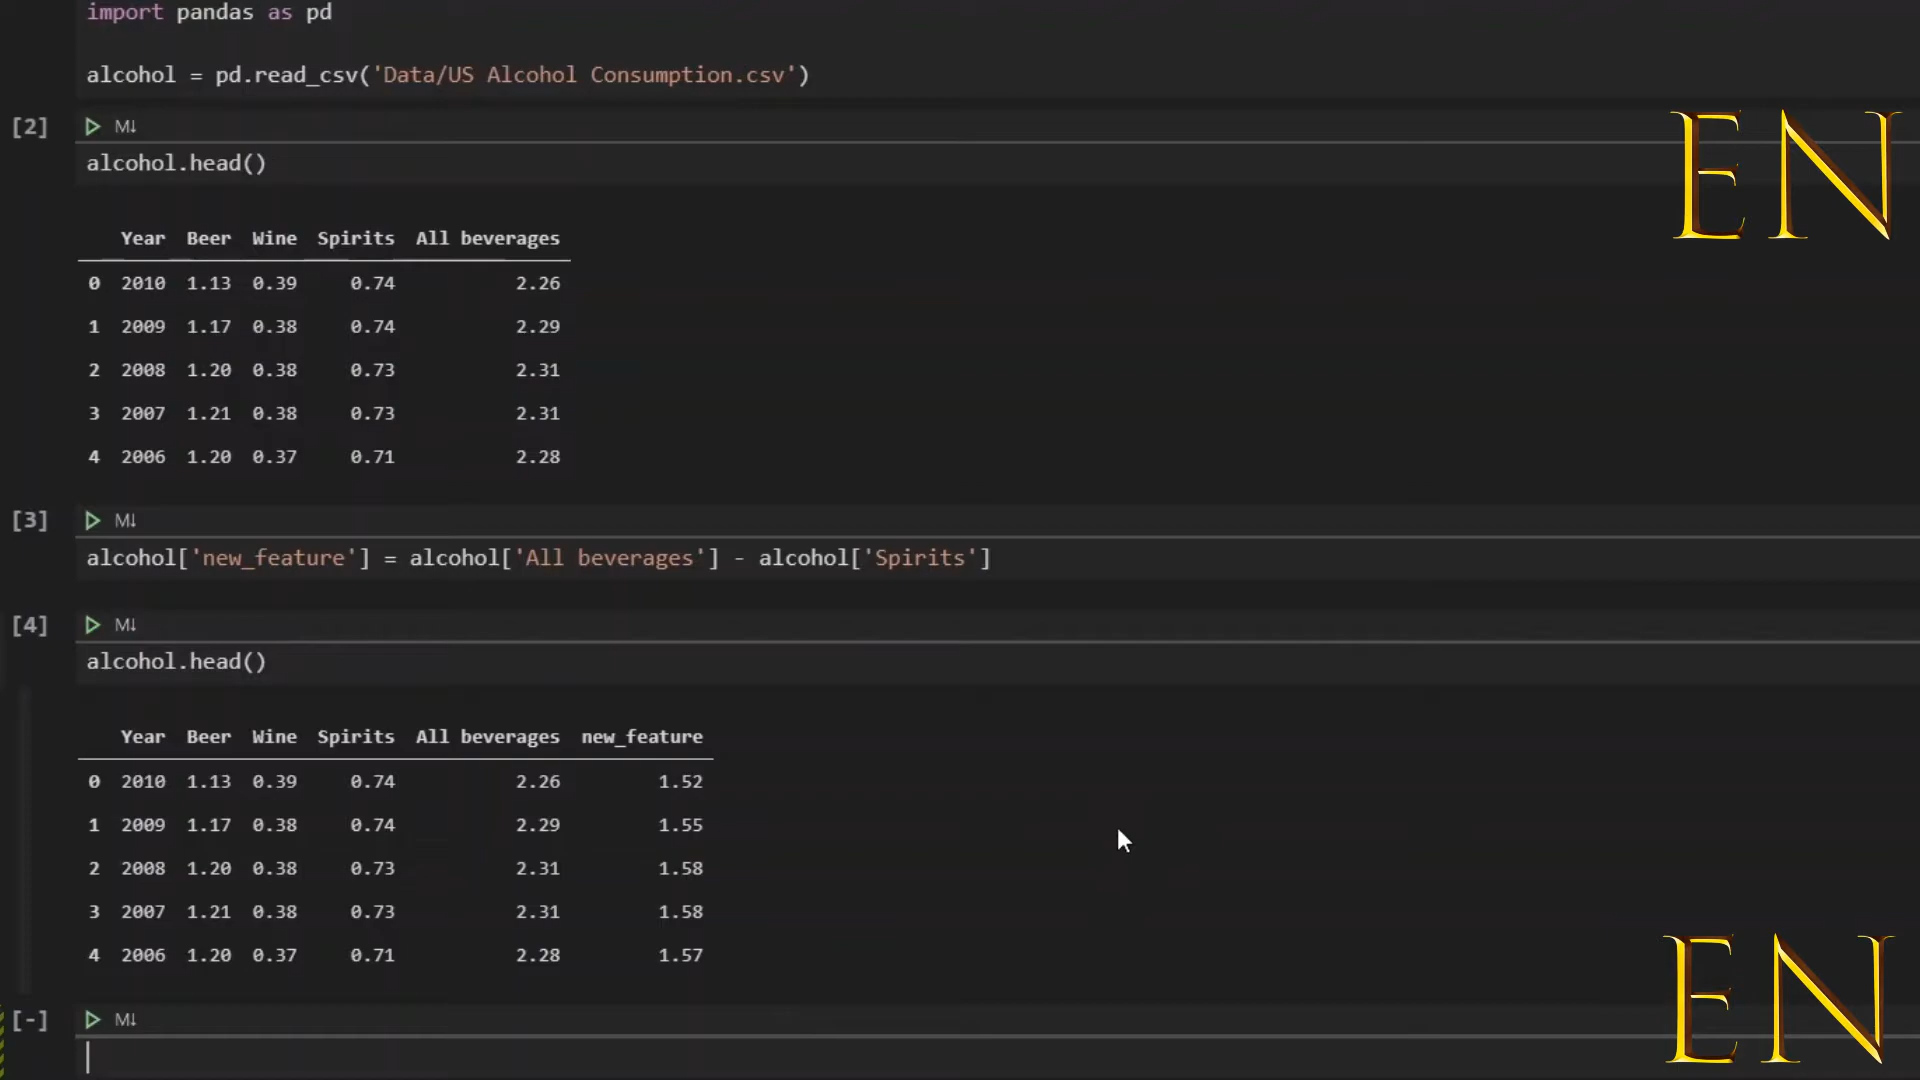 import pandas as pd
alcohol = pd.read_csv('Data/US Alcohol Consumption.csv')
[2] M↓
EN
alcohol.head()
Year Beer Wine Spirits All beverages
0 2010 1.13 0.39 0.74 2.26
1 2009 1.17 0.38 0.74 2.29
2 2008 1.20 0.38 0.73 2.31
3 2007 1.21 0.38 0.73 2.31
4 2006 1.20 0.37 0.71 2.28
[3] M↓
alcohol['new_feature'] = alcohol['All beverages'] - alcohol['Spirits']
[4] M↓
alcohol.head()
Year Beer Wine Spirits All beverages new_feature
0 2010 1.13 0.39 0.74 2.26 1.52
1 2009 1.17 0.38 0.74 2.29 1.55
2 2008 1.20 0.38 0.73 2.31 1.58
3 2007 1.21 0.38 0.73 2.31 1.58
4 2006 1.20 0.37 0.71 2.28 1.57
EN
[-] M↓